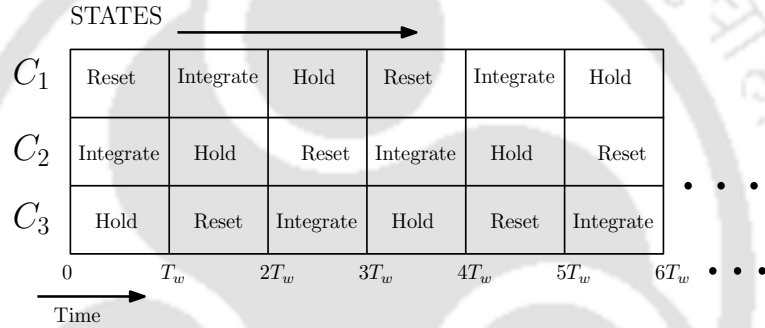 STATES
C1 Reset Integrate Hold Reset Integrate Hold
C2 Integrate Hold Reset Integrate Hold Reset
C3 Hold Reset Integrate Hold Reset Integrate
0 Tw 2Tw 3Tw 4Tw 5Tw 6Tw
Time